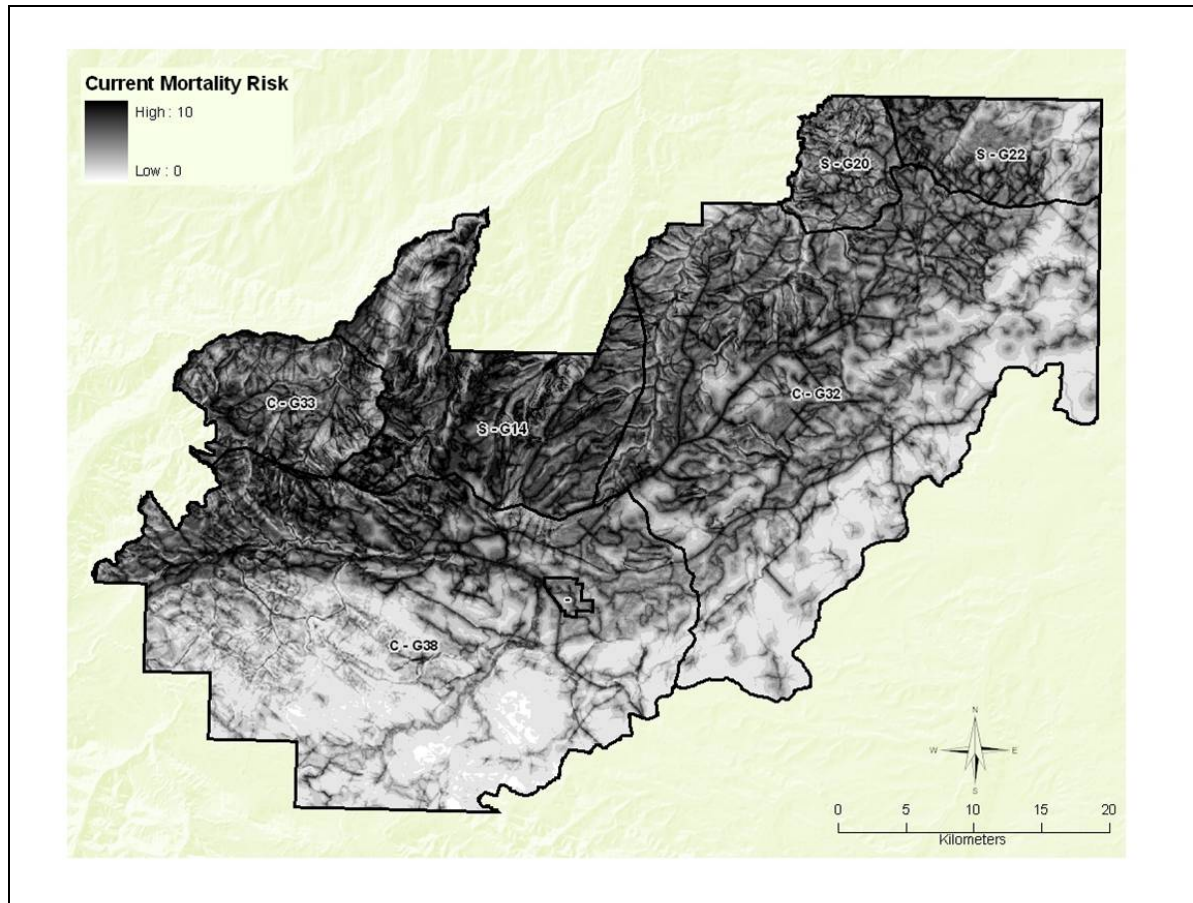 Current Mortality Risk
High : 10
Low : 0
S - G20
S - G22
C - G33
S - G14
C - G32
-
C - G38
N
W
E
S
0 5 10 15 20
Kilometers